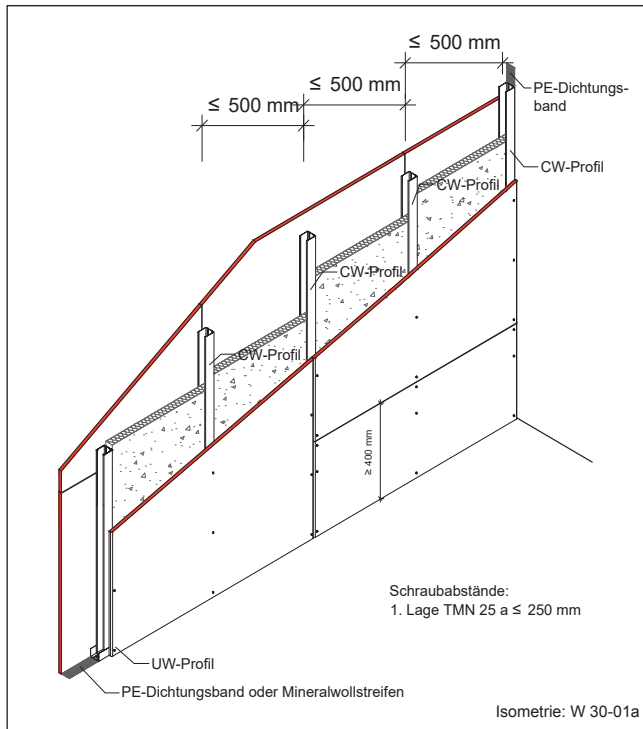 ≤ 500 mm
≤ 500 mm
≤ 500 mm
PE-Dichtungs-
band
CW-Profil
CW-Profil
CW-Profil
CW-Profil
≥ 400 mm
Schraubabstände:
1. Lage TMN 25 a ≤ 250 mm
UW-Profil
PE-Dichtungsband oder Mineralwollstreifen
Isometrie: W 30-01a